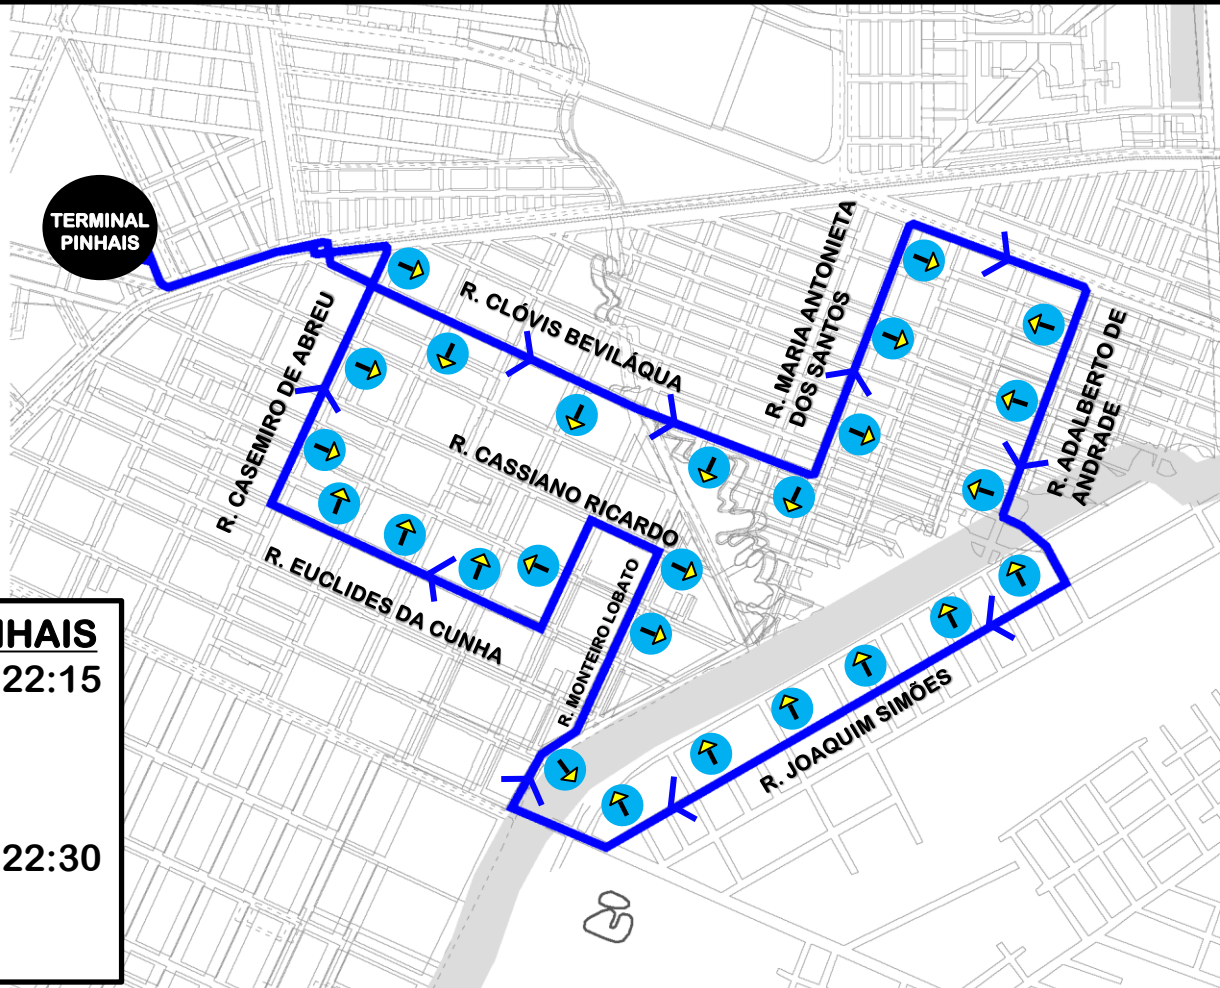 TERMINAL
PINHAIS
R. CLÓVIS BEVILÁQUA
R. MARIA ANTONIETA
DOS SANTOS
R. CASEMIRO DE ABREU
R. ADALBERTO DE
ANDRADE
R. CASSIANO RICARDO
R. EUCLIDES DA CUNHA
R. MONTEIRO LOBATO
R. JOAQUIM SIMÕES
22:15
22:30